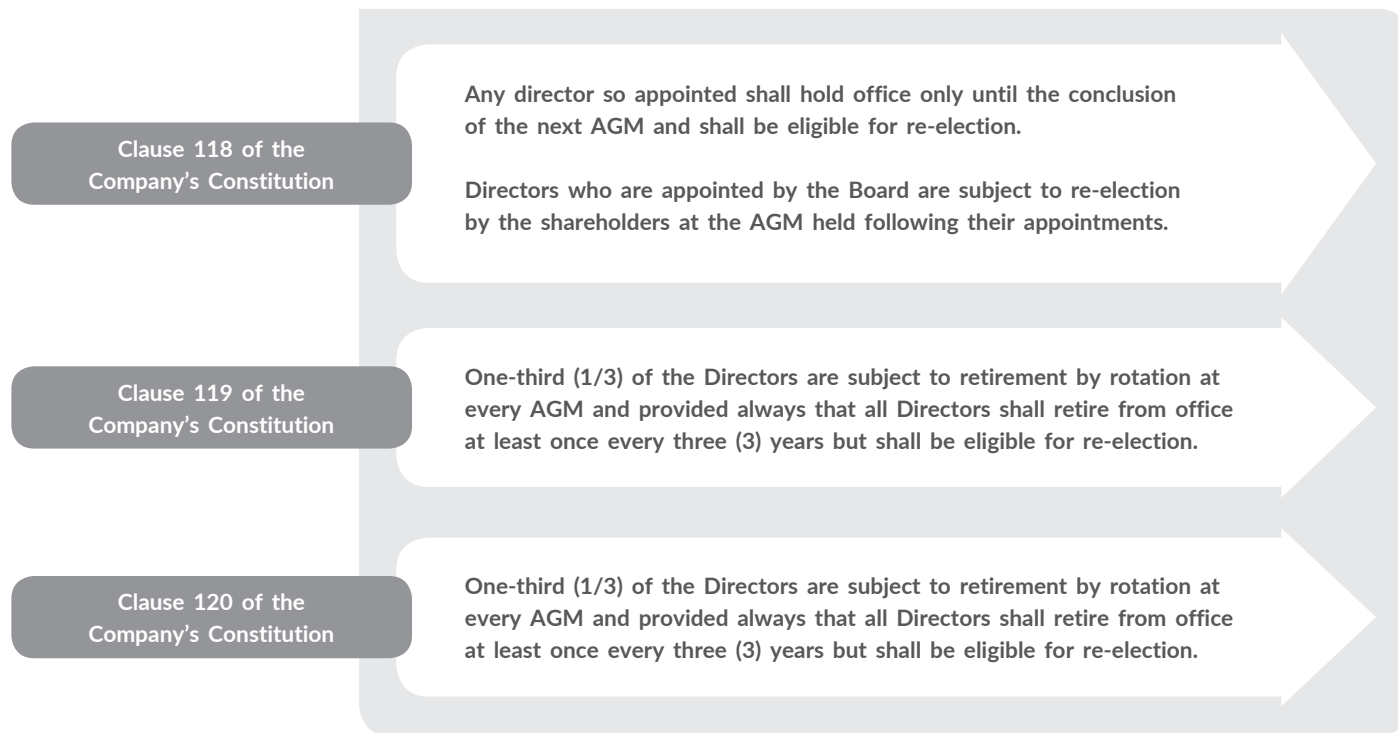 Clause 118 of the
Company’s Constitution
Any director so appointed shall hold office only until the conclusion
of the next AGM and shall be eligible for re-election.
Directors who are appointed by the Board are subject to re-election
by the shareholders at the AGM held following their appointments.
Clause 119 of the
Company’s Constitution
One-third (1/3) of the Directors are subject to retirement by rotation at
every AGM and provided always that all Directors shall retire from office
at least once every three (3) years but shall be eligible for re-election.
Clause 120 of the
Company’s Constitution
One-third (1/3) of the Directors are subject to retirement by rotation at
every AGM and provided always that all Directors shall retire from office
at least once every three (3) years but shall be eligible for re-election.